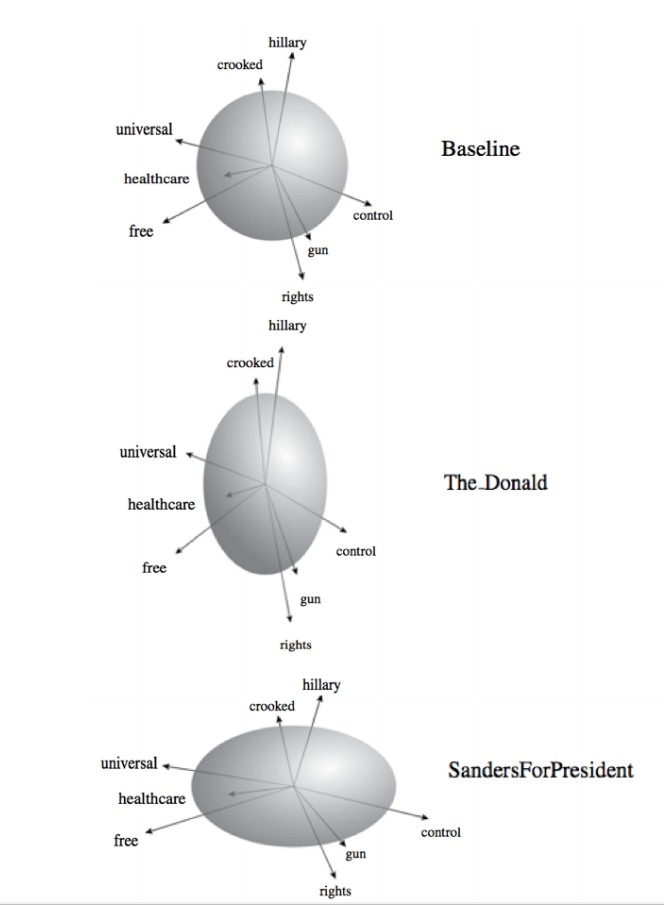 hillary
crooked
universal
Baseline
healthcare
control
free
gun
rights
hillary
crooked
universal
The_Donald
healthcare
control
free
gun
rights
hillary
crooked
universal
SandersForPresident
healthcare
control
free
gun
rights